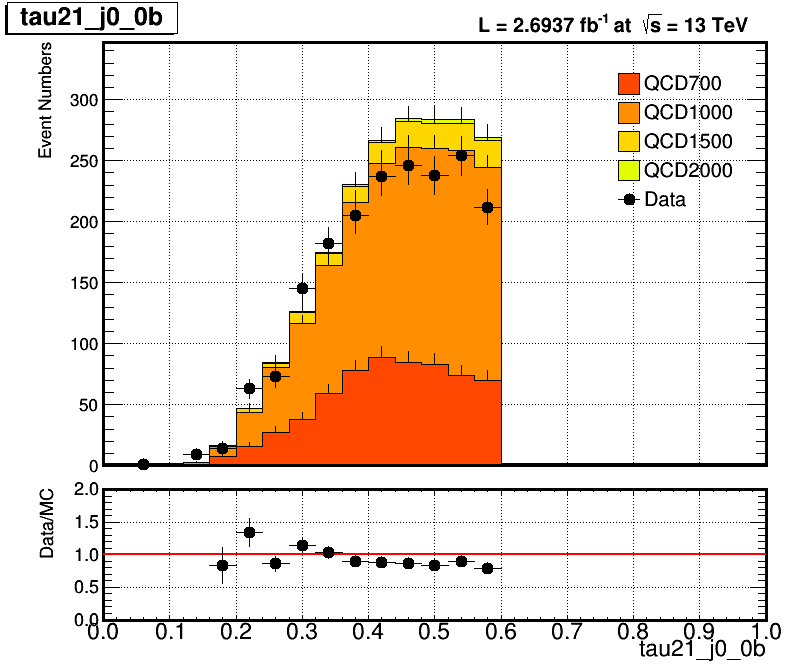 tau21_j0_0b
L = 2.6937 fb-1 at √s = 13 TeV
Event Numbers
300
250
200
150
100
50
0
QCD700
QCD1000
QCD1500
QCD2000
Data
Data/MC
2.0
1.5
1.0
0.5
0.0
0.0 0.1 0.2 0.3 0.4 0.5 0.6 0.7 0.8 0.9 1.0
tau21_j0_0b